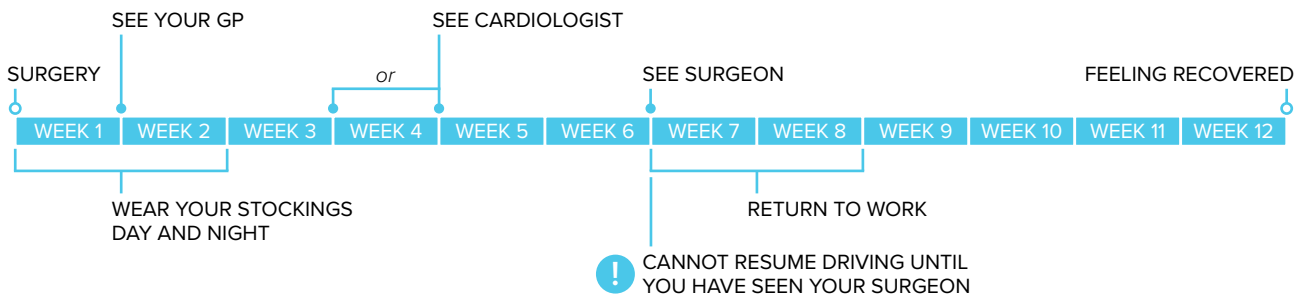 SEE YOUR GP
SEE CARDIOLOGIST
SURGERY
or
SEE SURGEON
FEELING RECOVERED
WEEK 1
WEEK 2
WEEK 3
WEEK 4
WEEK 5
WEEK 6
WEEK 7
WEEK 8
WEEK 9
WEEK 10
WEEK 11
WEEK 12
WEAR YOUR STOCKINGS
DAY AND NIGHT
RETURN TO WORK
!
CANNOT RESUME DRIVING UNTIL
YOU HAVE SEEN YOUR SURGEON